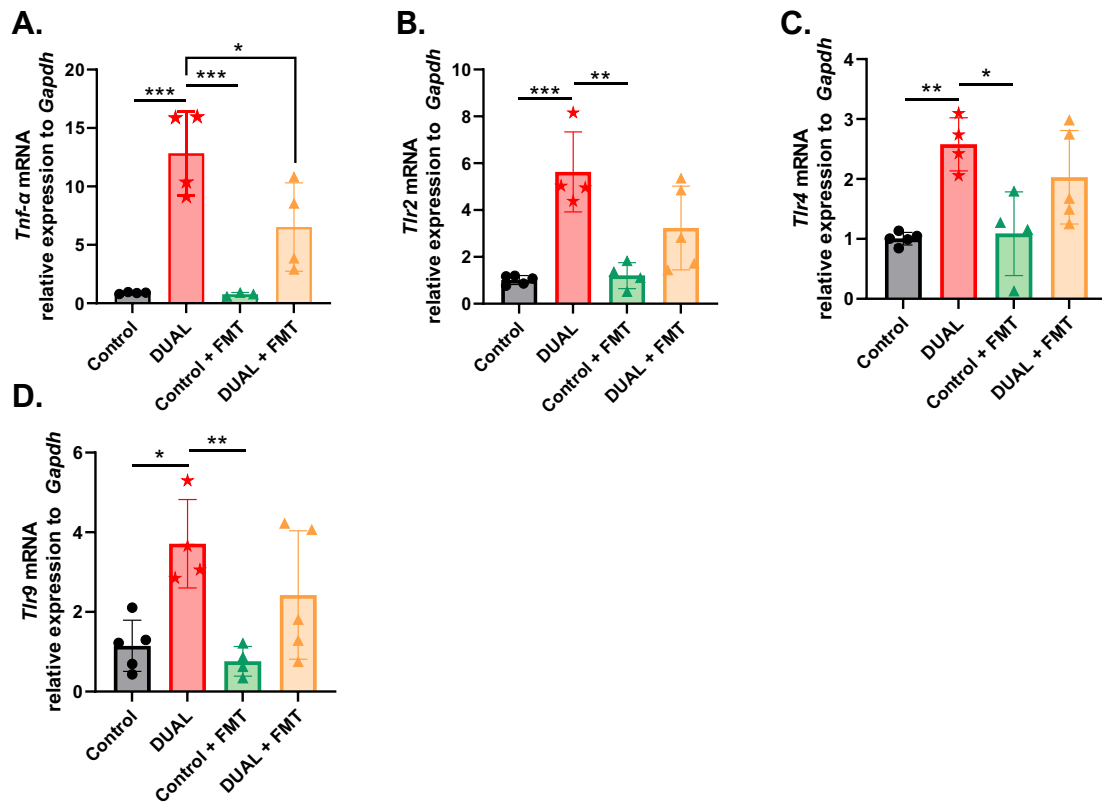 A.
Tnf-α mRNA
relative expression to Gapdh
20
15
10
5
0
***
***
*
Control
DUAL
Control + FMT
DUAL + FMT
B.
Tlr2 mRNA
relative expression to Gapdh
10
8
6
4
2
0
***
**
Control
DUAL
Control + FMT
DUAL + FMT
C.
Tlr4 mRNA
relative expression to Gapdh
4
3
2
1
0
**
*
Control
DUAL
Control + FMT
DUAL + FMT
D.
Tlr9 mRNA
relative expression to Gapdh
6
4
2
0
*
**
Control
DUAL
Control + FMT
DUAL + FMT